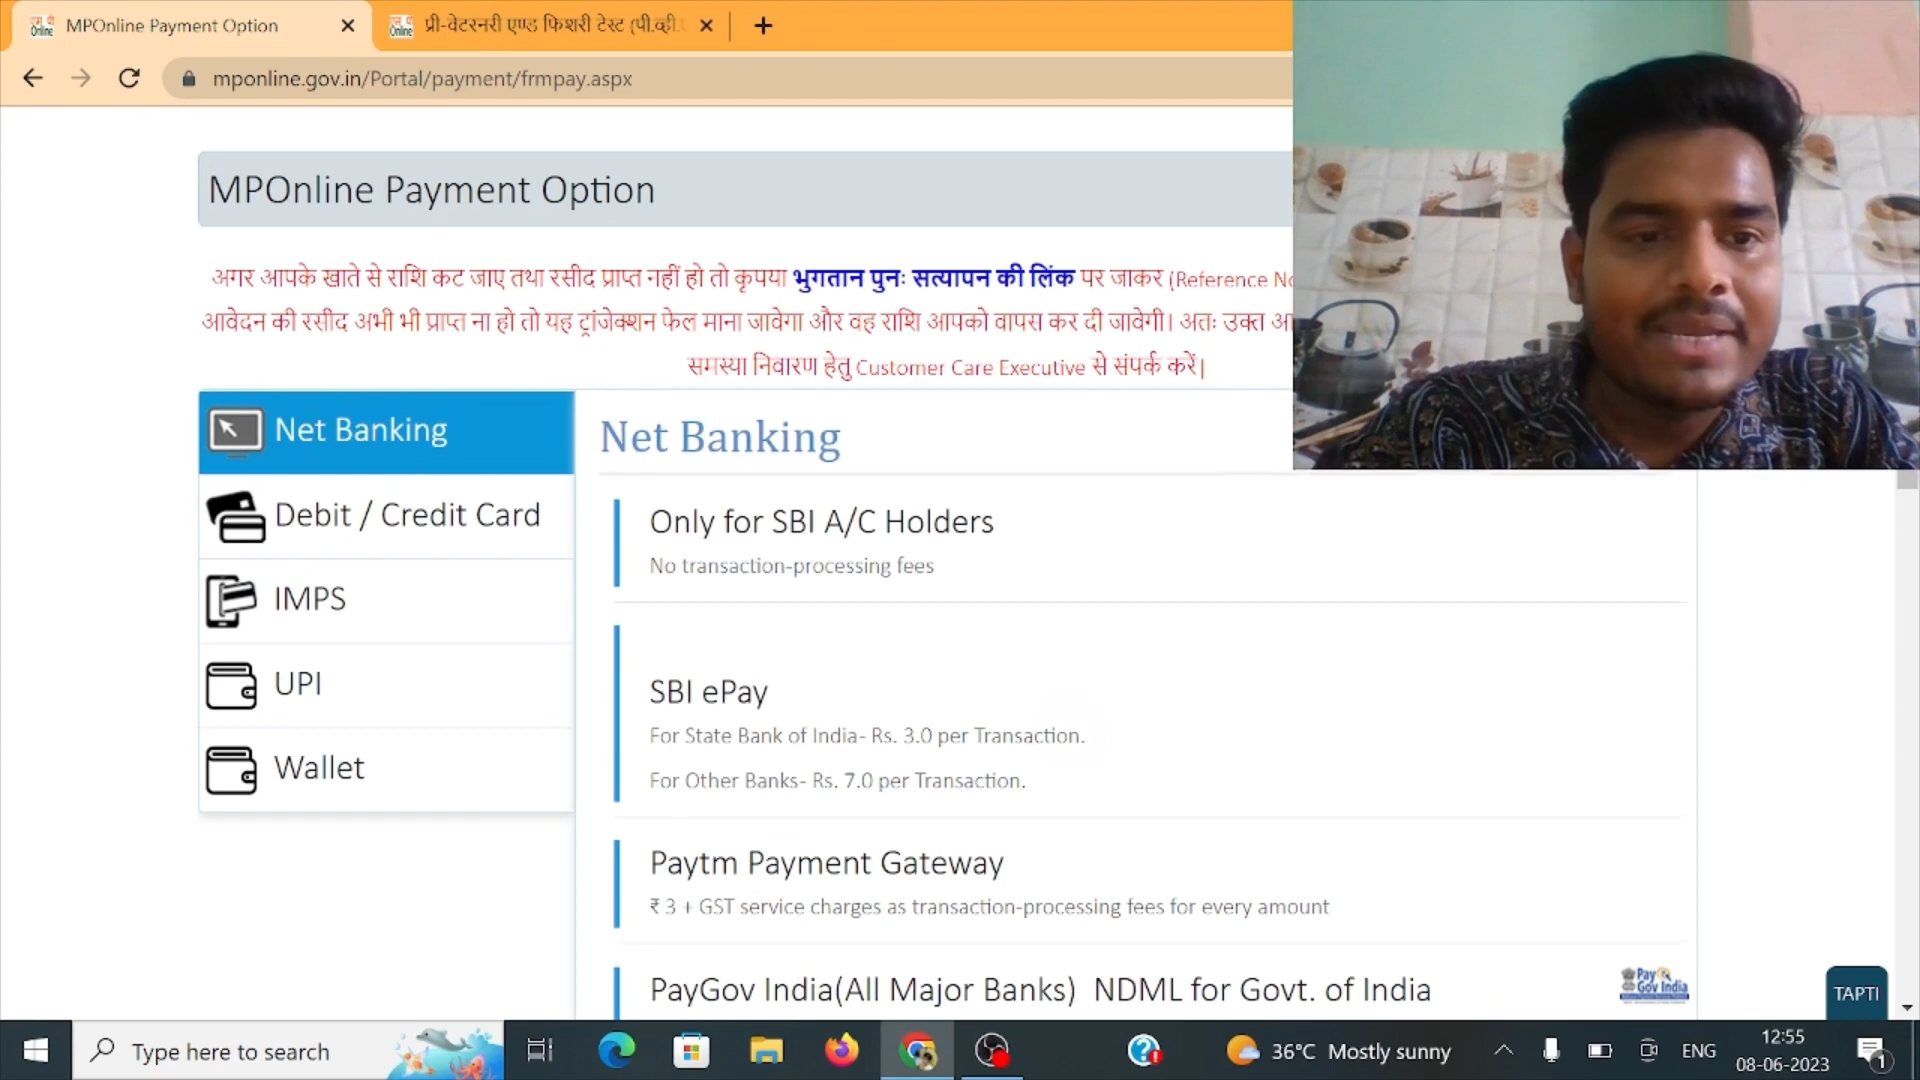 MPOnline Payment Option
प्री-वेटरनरी एण्ड फिशरी टेस्ट (पी.व्ही.
mponline.gov.in/Portal/payment/frmpay.aspx
MPOnline Payment Option
अगर आपके खाते से राशि कट जाए तथा रसीद प्राप्त नहीं हो तो कृपया भुगतान पुनः सत्यापन की लिंक पर जाकर (Reference No
आवेदन की रसीद अभी भी प्राप्त ना हो तो यह ट्रांजेक्शन फेल माना जावेगा और वह राशि आपको वापस कर दी जावेगी। अतः उक्त
समस्या निवारण हेतु Customer Care Executive से संपर्क करें|
Net Banking
Debit / Credit Card
IMPS
UPI
Wallet
Net Banking
Only for SBI A/C Holders
No transaction-processing fees
SBI ePay
For State Bank of India- Rs. 3.0 per Transaction.
For Other Banks- Rs. 7.0 per Transaction.
Paytm Payment Gateway
₹ 3 + GST service charges as transaction-processing fees for every amount
PayGov India(All Major Banks) NDML for Govt. of India
Pay
Gov India
TAPTI
Type here to search
36°C Mostly sunny
ENG
12:55
08-06-2023
1